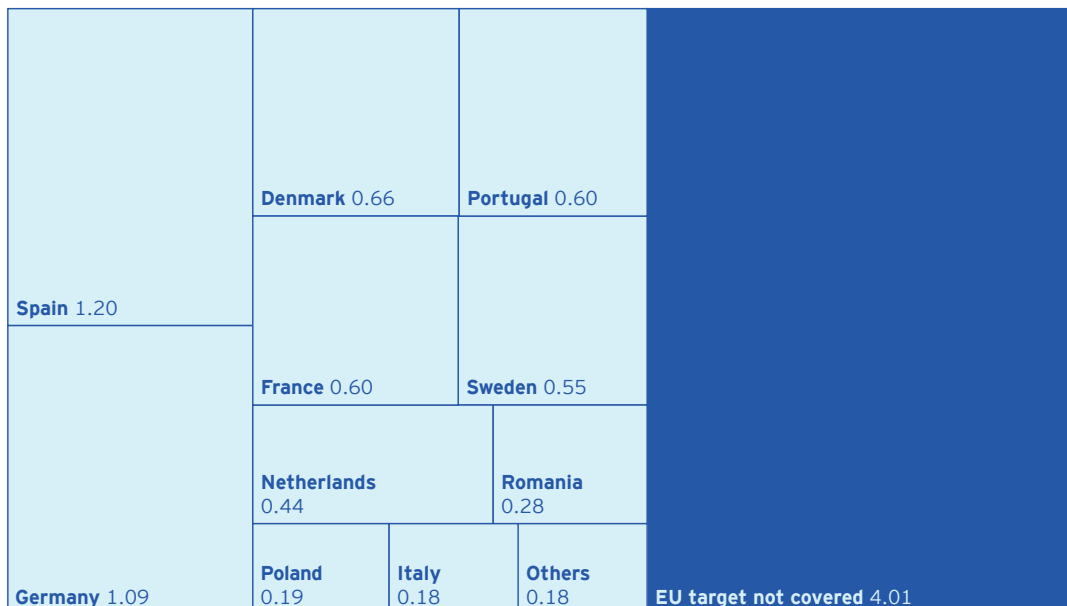 Denmark 0.66
Portugal 0.60
Spain 1.20
France 0.60
Sweden 0.55
Netherlands
0.44
Romania
0.28
Germany 1.09
Poland
0.19
Italy
0.18
Others
0.18
EU target not covered 4.01